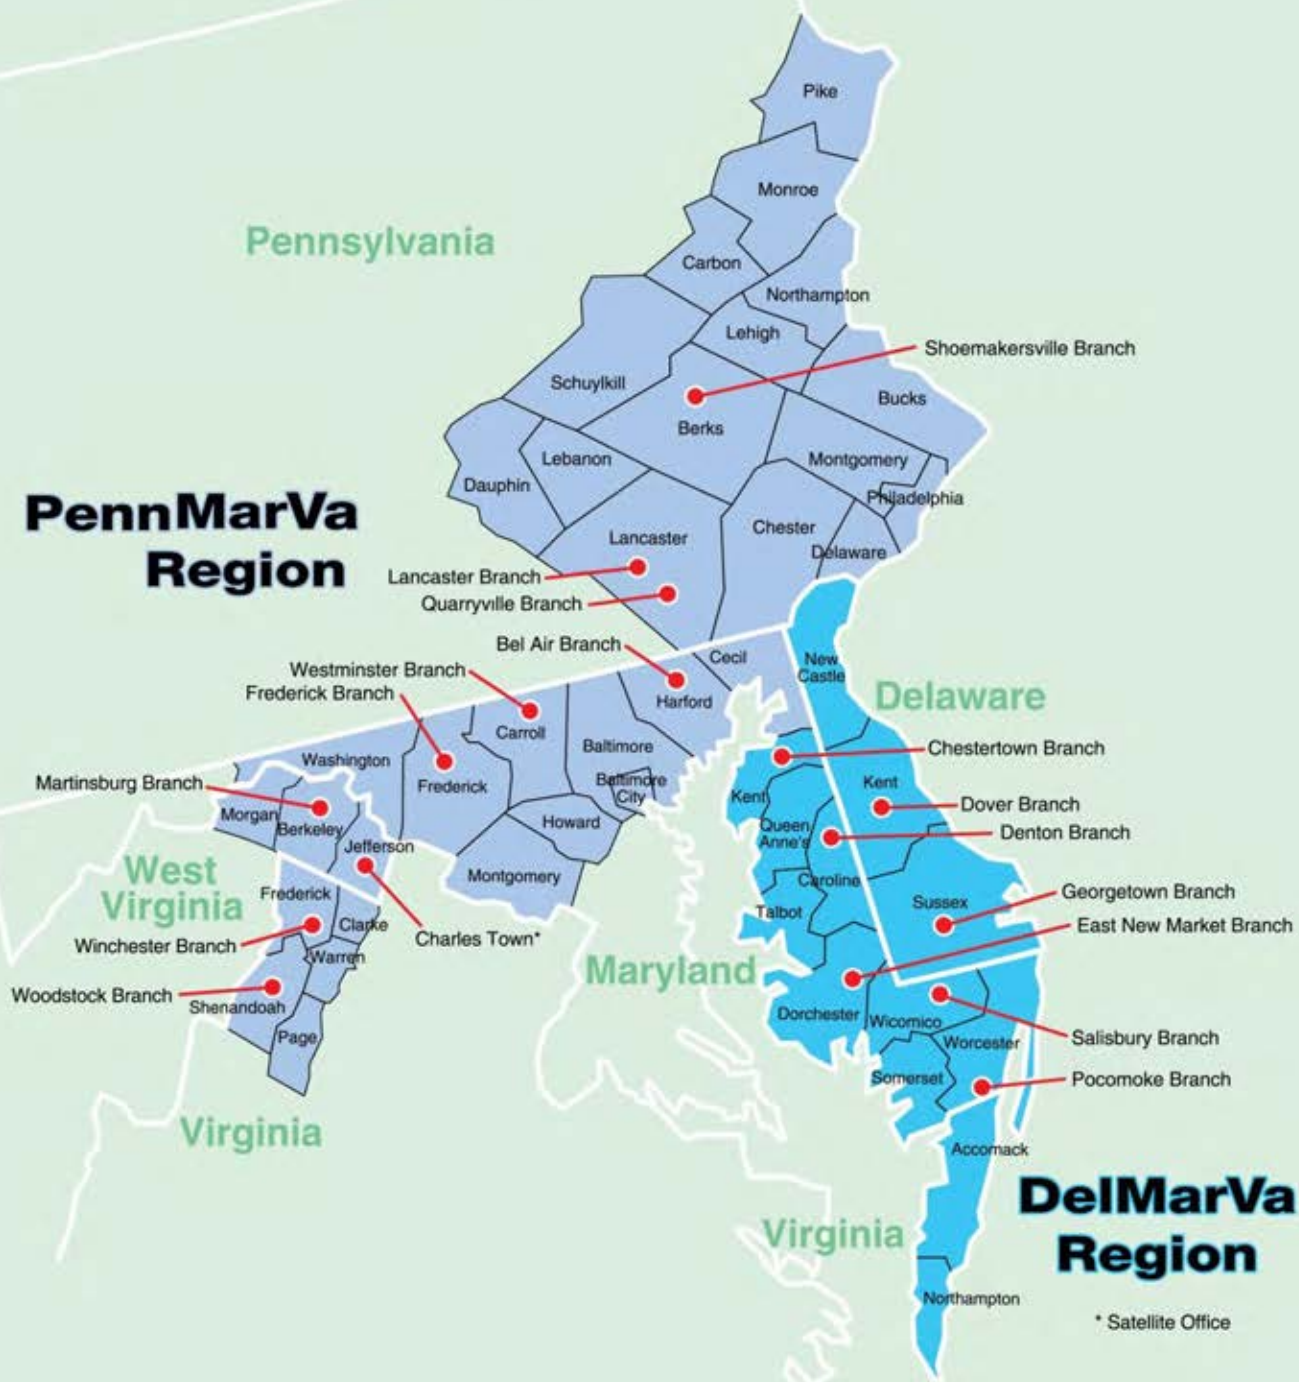 Pike
Monroe
Pennsylvania
Carbon
Northampton
Lehigh
Shoemakersville Branch
Schuylkill
Bucks
Berks
Lebanon
Montgomery
Dauphin
Philadelphia
PennMarVa
Region
Chester
Lancaster
Delaware
Lancaster Branch
Quarryville Branch
Bel Air Branch
Cecil
New
Castle
Westminster Branch
Frederick Branch
Harford
Delaware
Carroll
Baltimore
Chestertown Branch
Washington
Martinsburg Branch
Frederick
Baltimore
City
Kent
Kent
Dover Branch
Morgan
Berkeley
Howard
Queen
Anne's
Denton Branch
Jefferson
West
Virginia
Montgomery
Caroline
Frederick
Sussex
Georgetown Branch
Talbot
Clarke
East New Market Branch
Winchester Branch
Charles Town*
Warren
Maryland
Woodstock Branch
Shenandoah
Dorchester
Wicomico
Page
Worcester
Salisbury Branch
Somerset
Pocomoke Branch
Virginia
Accomack
DelMarVa
Region
Virginia
Northampton
* Satellite Office